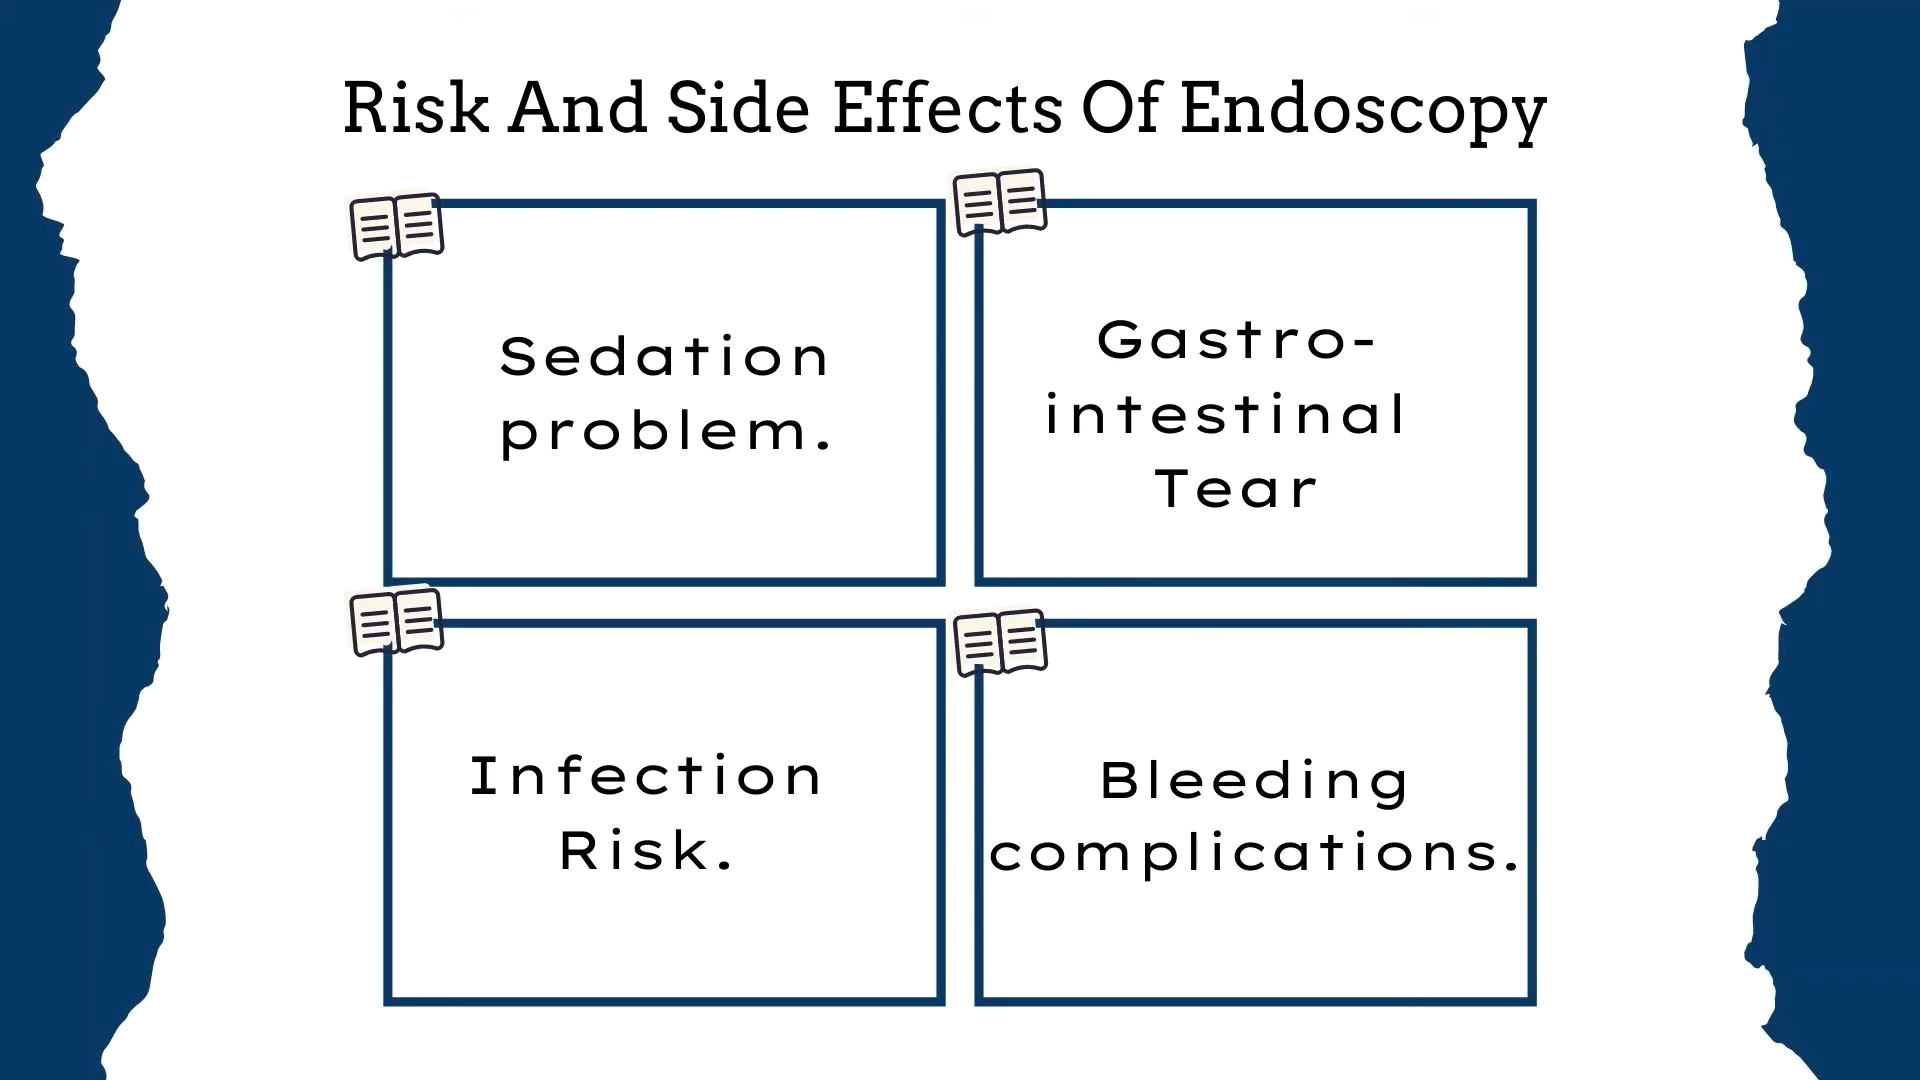 Risk And Side Effects Of Endoscopy
Sedation
problem.
Gastro-
intestinal
Tear
Infection
Risk.
Bleeding
complications.